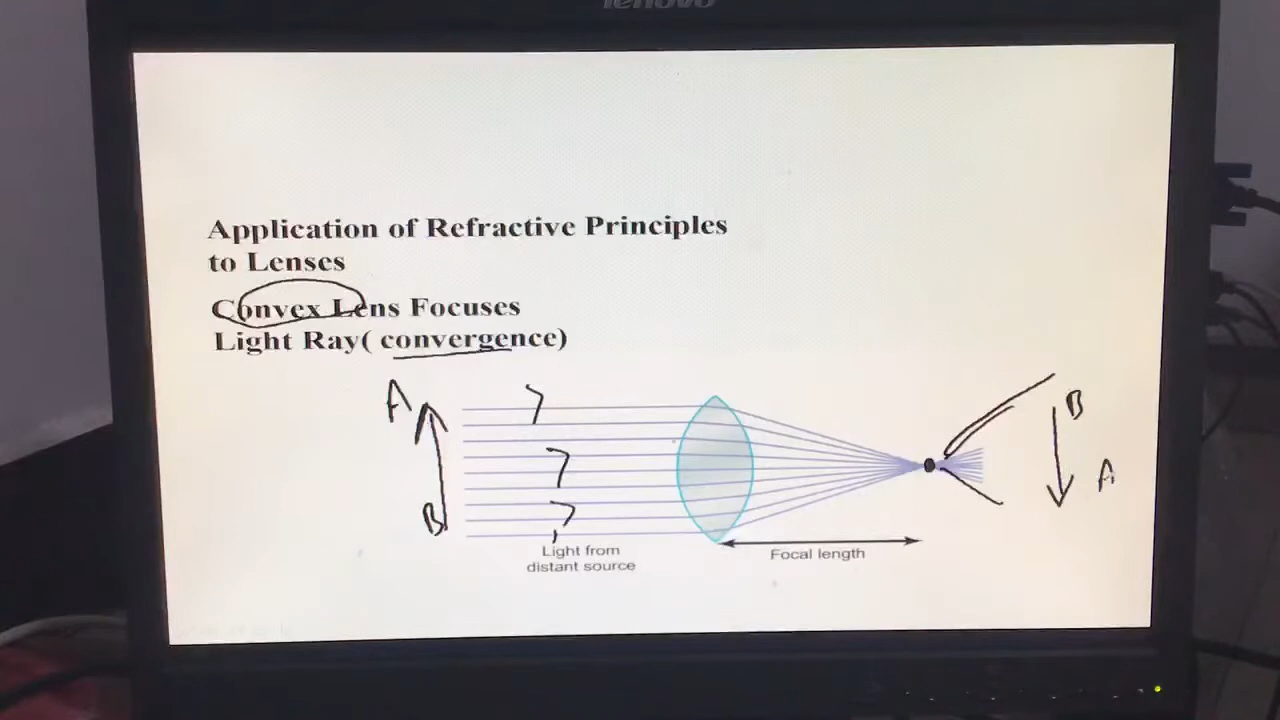 lenovo
Application of Refractive Principles
to Lenses
Convex Lens Focuses
Light Ray( convergence)
A
B
B
A
Light from
distant source
Focal length